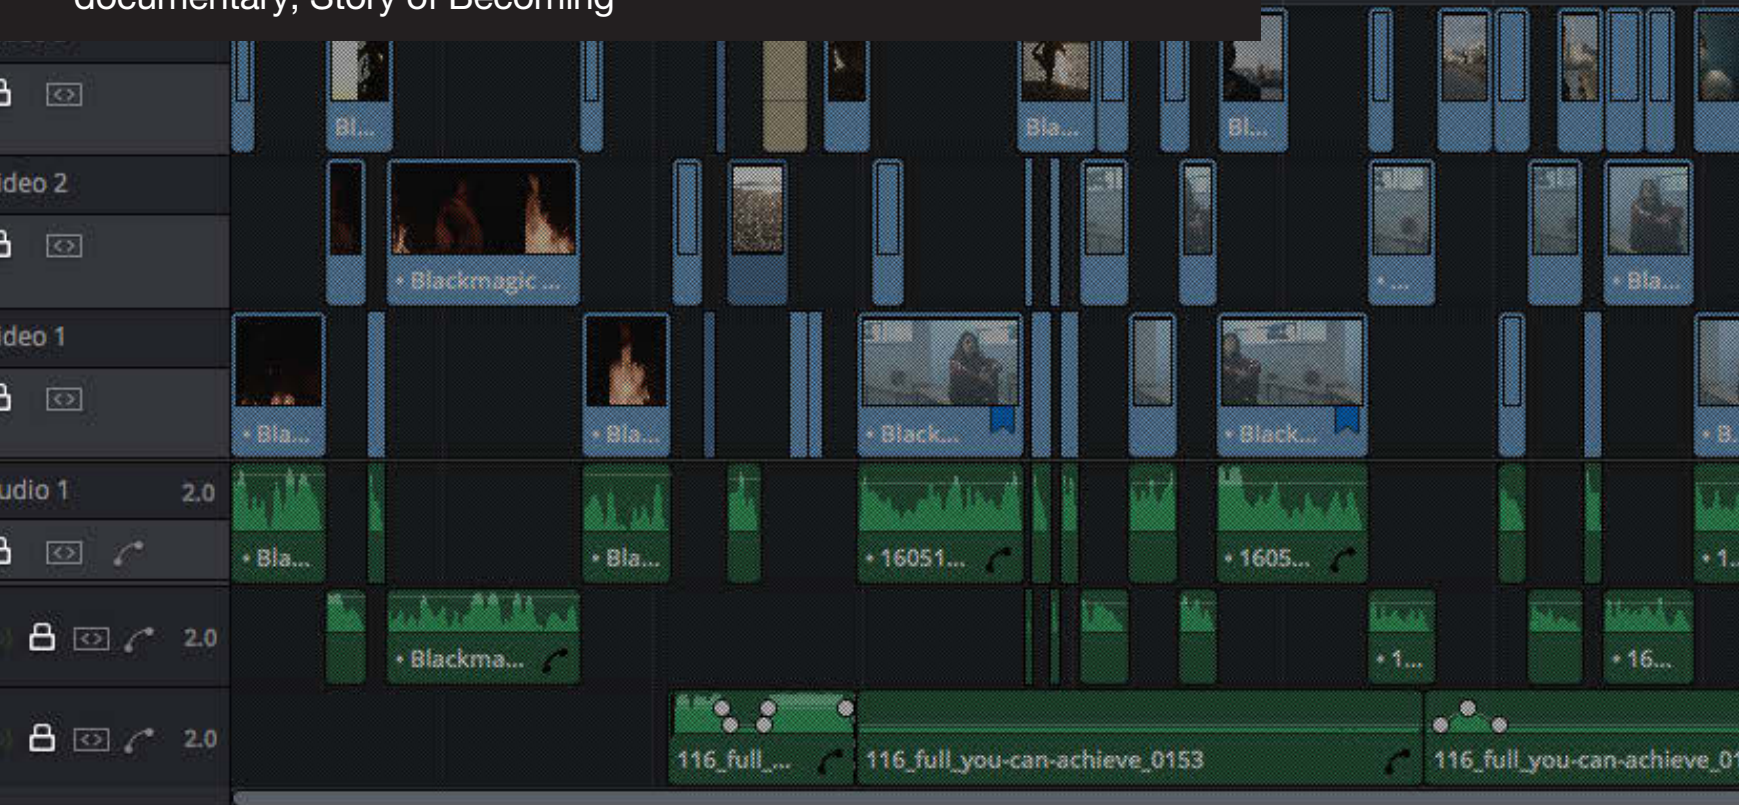 documentary, Story of Becoming
Bl...
Bla...
Bl...
ideo 2
• Blackmagic ...
• ...
• Bla...
ideo 1
• Bla...
• Bla...
• Black...
• Black...
• B.
udio 1 2.0
• Bla...
• Bla...
• 16051...
• 1605...
• 1..
2.0
• Blackma...
• 1...
• 16...
2.0
116_full_...
116_full_you-can-achieve_0153
116_full_you-can-achieve_01